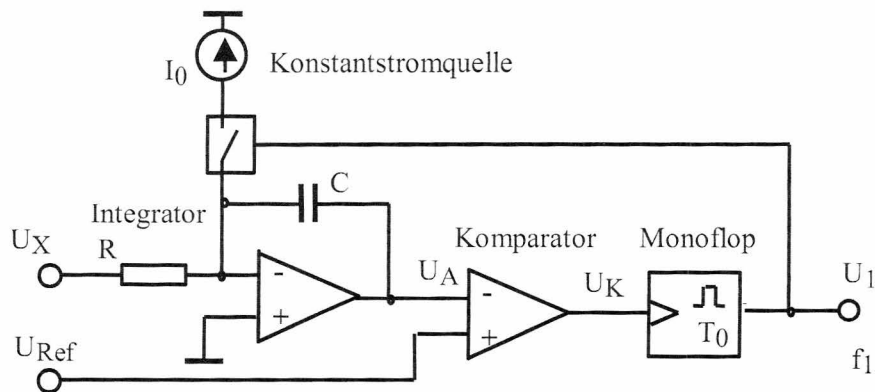 I0
Konstantstromquelle
C
Integrator
UX
R
-
+
UA
Komparator
-
+
UK
Monoflop
T0
U1
f1
URef